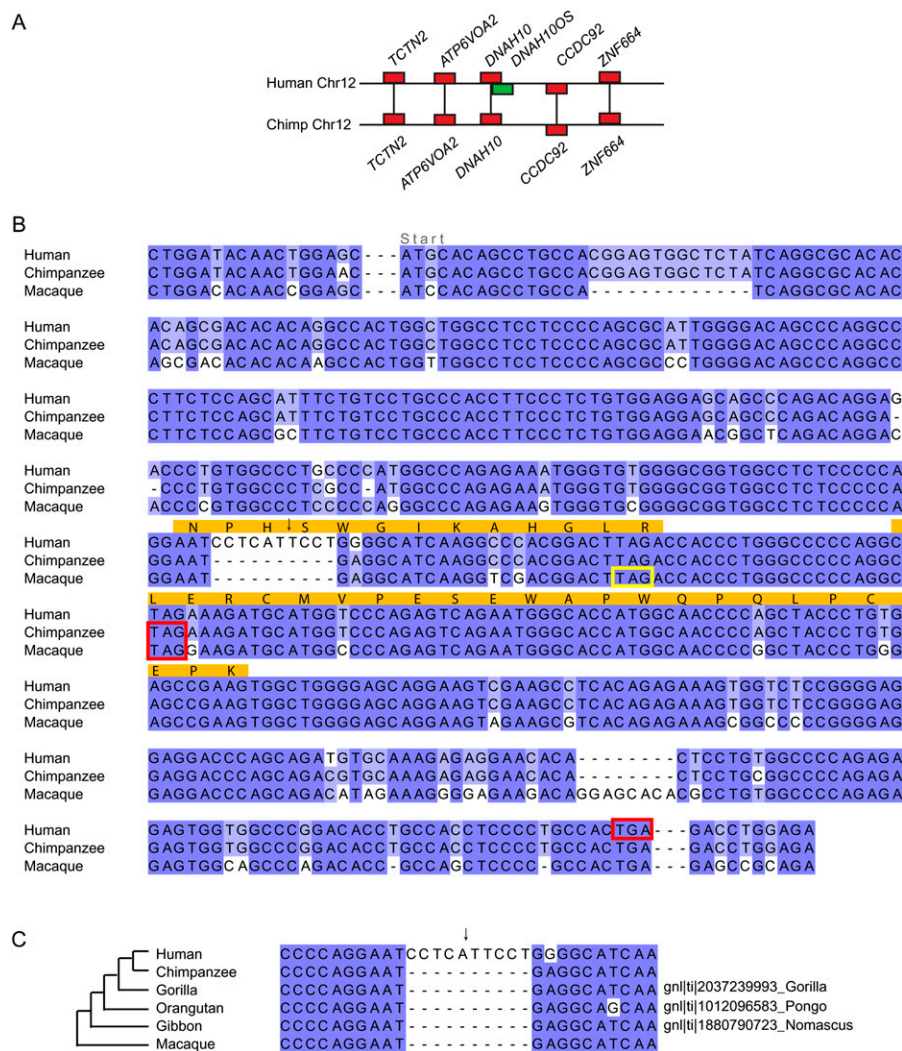 A
TCTN2 ATP6VOA2 DNAH10 DNAH10OS CCDC92 ZNF664
Human Chr12
Chimp Chr12
TCTN2 ATP6VOA2 DNAH10 CCDC92 ZNF664
B
Start
Human CTGGATACAACTGGAGC---ATGCACAGCCTGCCACGGAGTGGCTCTATCAGGCGCACAC
Chimpanzee CTGGATACAACTGGAAC---ATGCACAGCCTGCCACGGAGTGGCTCTATCAGGCGCACAC
Macaque CTGGACACAACCGGAGC---ATCCACAGCCTGCCA-------------TCAGGCGCACAC
Human ACAGCGACACACAGGCCACTGGCTGGCCTCCTCCCCAGCGCATTGGGGACAGCCCAGGCC
Chimpanzee ACAGCGACACACAGGCCACTGGCTGGCCTCCTCCCCAGCGCATTGGGGACAGCCCAGGCC
Macaque AGCGACACACACAAGCCACTGGTTGGCCTCCTCCCCAGCGCCCTGGGGACAGCCCAGGCC
Human CTTCTCCAGCATTTCTGTCCTGCCCACCTTCCCTCTGTGGAGGAGCAGCCCAGACAGGAG
Chimpanzee CTTCTCCAGCATTTCTGTCCTGCCCACCTTCCCTCTGTGGAGGAGCAGCCCAGACAGGA-
Macaque CTTCTCCAGCGCTTCTGTCCTGCCCACCTTCCCTCTGTGGAGGAACGGCTCAGACAGGAC
Human ACCCTGTGGCCCTGCCCCATGGCCCAGAGAAATGGGTGTGGGGCGGTGGCCTCTCCCCCA
Chimpanzee -CCCTGTGGCCCTCGCC-ATGGCCCAGAGAAATGGGTGTGGGGCGGTGGCCTCTCCCCCA
Macaque ACCCCGTGGCCCTCCCCCAGGGCCCAGAGAAGTGGGTGCGGGGCGGTGGCCTCTCCCCCA
N P H S W G I K A H G L R
Human GGAATCCTCATTCCTGGGGCATCAAGGCCCACGGACTTAGACCACCCTGGGCCCCCAGGC
Chimpanzee GGAAT----------GAGGCATCAAGGCCCACGGACTTAGACCACCCTGGGCCCCCAGGC
Macaque GGAAT----------GAGGCATCAAGGTCGACGGACTTAGACCACCCTGGGCCCCCAGGC
L E R C M V P E S E W A P W Q P Q L P C
Human TAGAAAGATGCATGGTCCCAGAGTCAGAATGGGCACCATGGCAACCCCAGCTACCCTGTG
Chimpanzee TAGAAAGATGCATGGTCCCAGAGTCAGAATGGGCACCATGGCAACCCCAGCTACCCTGTG
Macaque TAGGAAGATGCATGGCCCCAGAGTCAGAATGGGCACCATGGCAACCCCGGCTACCCTGGG
E P K
Human AGCCGAAGTGGCTGGGGAGCAGGAAGTCGAAGCCTCACAGAGAAAGTGGTCTCCGGGGAG
Chimpanzee AGCCGAAGTGGCTGGGGAGCAGGAAGTCGAAGCCTCACAGAGAAAGTGGTCTCCGGGGAG
Macaque AGCCGAAGTGGCTGGGGAGCAGGAAGTAGAAGCGTCACAGAGAAAGCGGCCCCCGGGGAG
Human GAGGACCCAGCAGATGTGCAAAGAGAGGAACACA--------CTCCTGTGGCCCCAGAGA
Chimpanzee GAGGACCCAGCAGACGTGCAAAGAGAGGAACACA--------CTCCTGCGGCCCCAGAGA
Macaque GAGGACCCAGCAGACATAGAAAGGGGAGAAGACAGGAGCACACGCCTGTGGCCCCAGAGA
Human GAGTGGTGGCCCGGACACCTGCCACCTCCCCTGCCACTGA---GACCTGGAGA
Chimpanzee GAGTGGTGGCCCGGACACCTGCCACCTCCCCTGCCACTGA---GACCTGGAGA
Macaque GAGTGGCAGCCCAGACACC-GCCAGCTCCCC-GCCACTGA---GAGCCGCAGA
C
Human CCCCAGGAATCCTCATTCCTGGGGCATCAA
Chimpanzee CCCCAGGAAT----------GAGGCATCAA
Gorilla CCCCAGGAAT----------GAGGCATCAA gnl|ti|2037239993_Gorilla
Orangutan CCCCAGGAAT----------GAGGCAGCAA gnl|ti|1012096583_Pongo
Gibbon CCCCAGGAAT----------GAGGCATCAA gnl|ti|1880790723_Nomascus
Macaque CCCCAGGAAT----------GAGGCATCAA